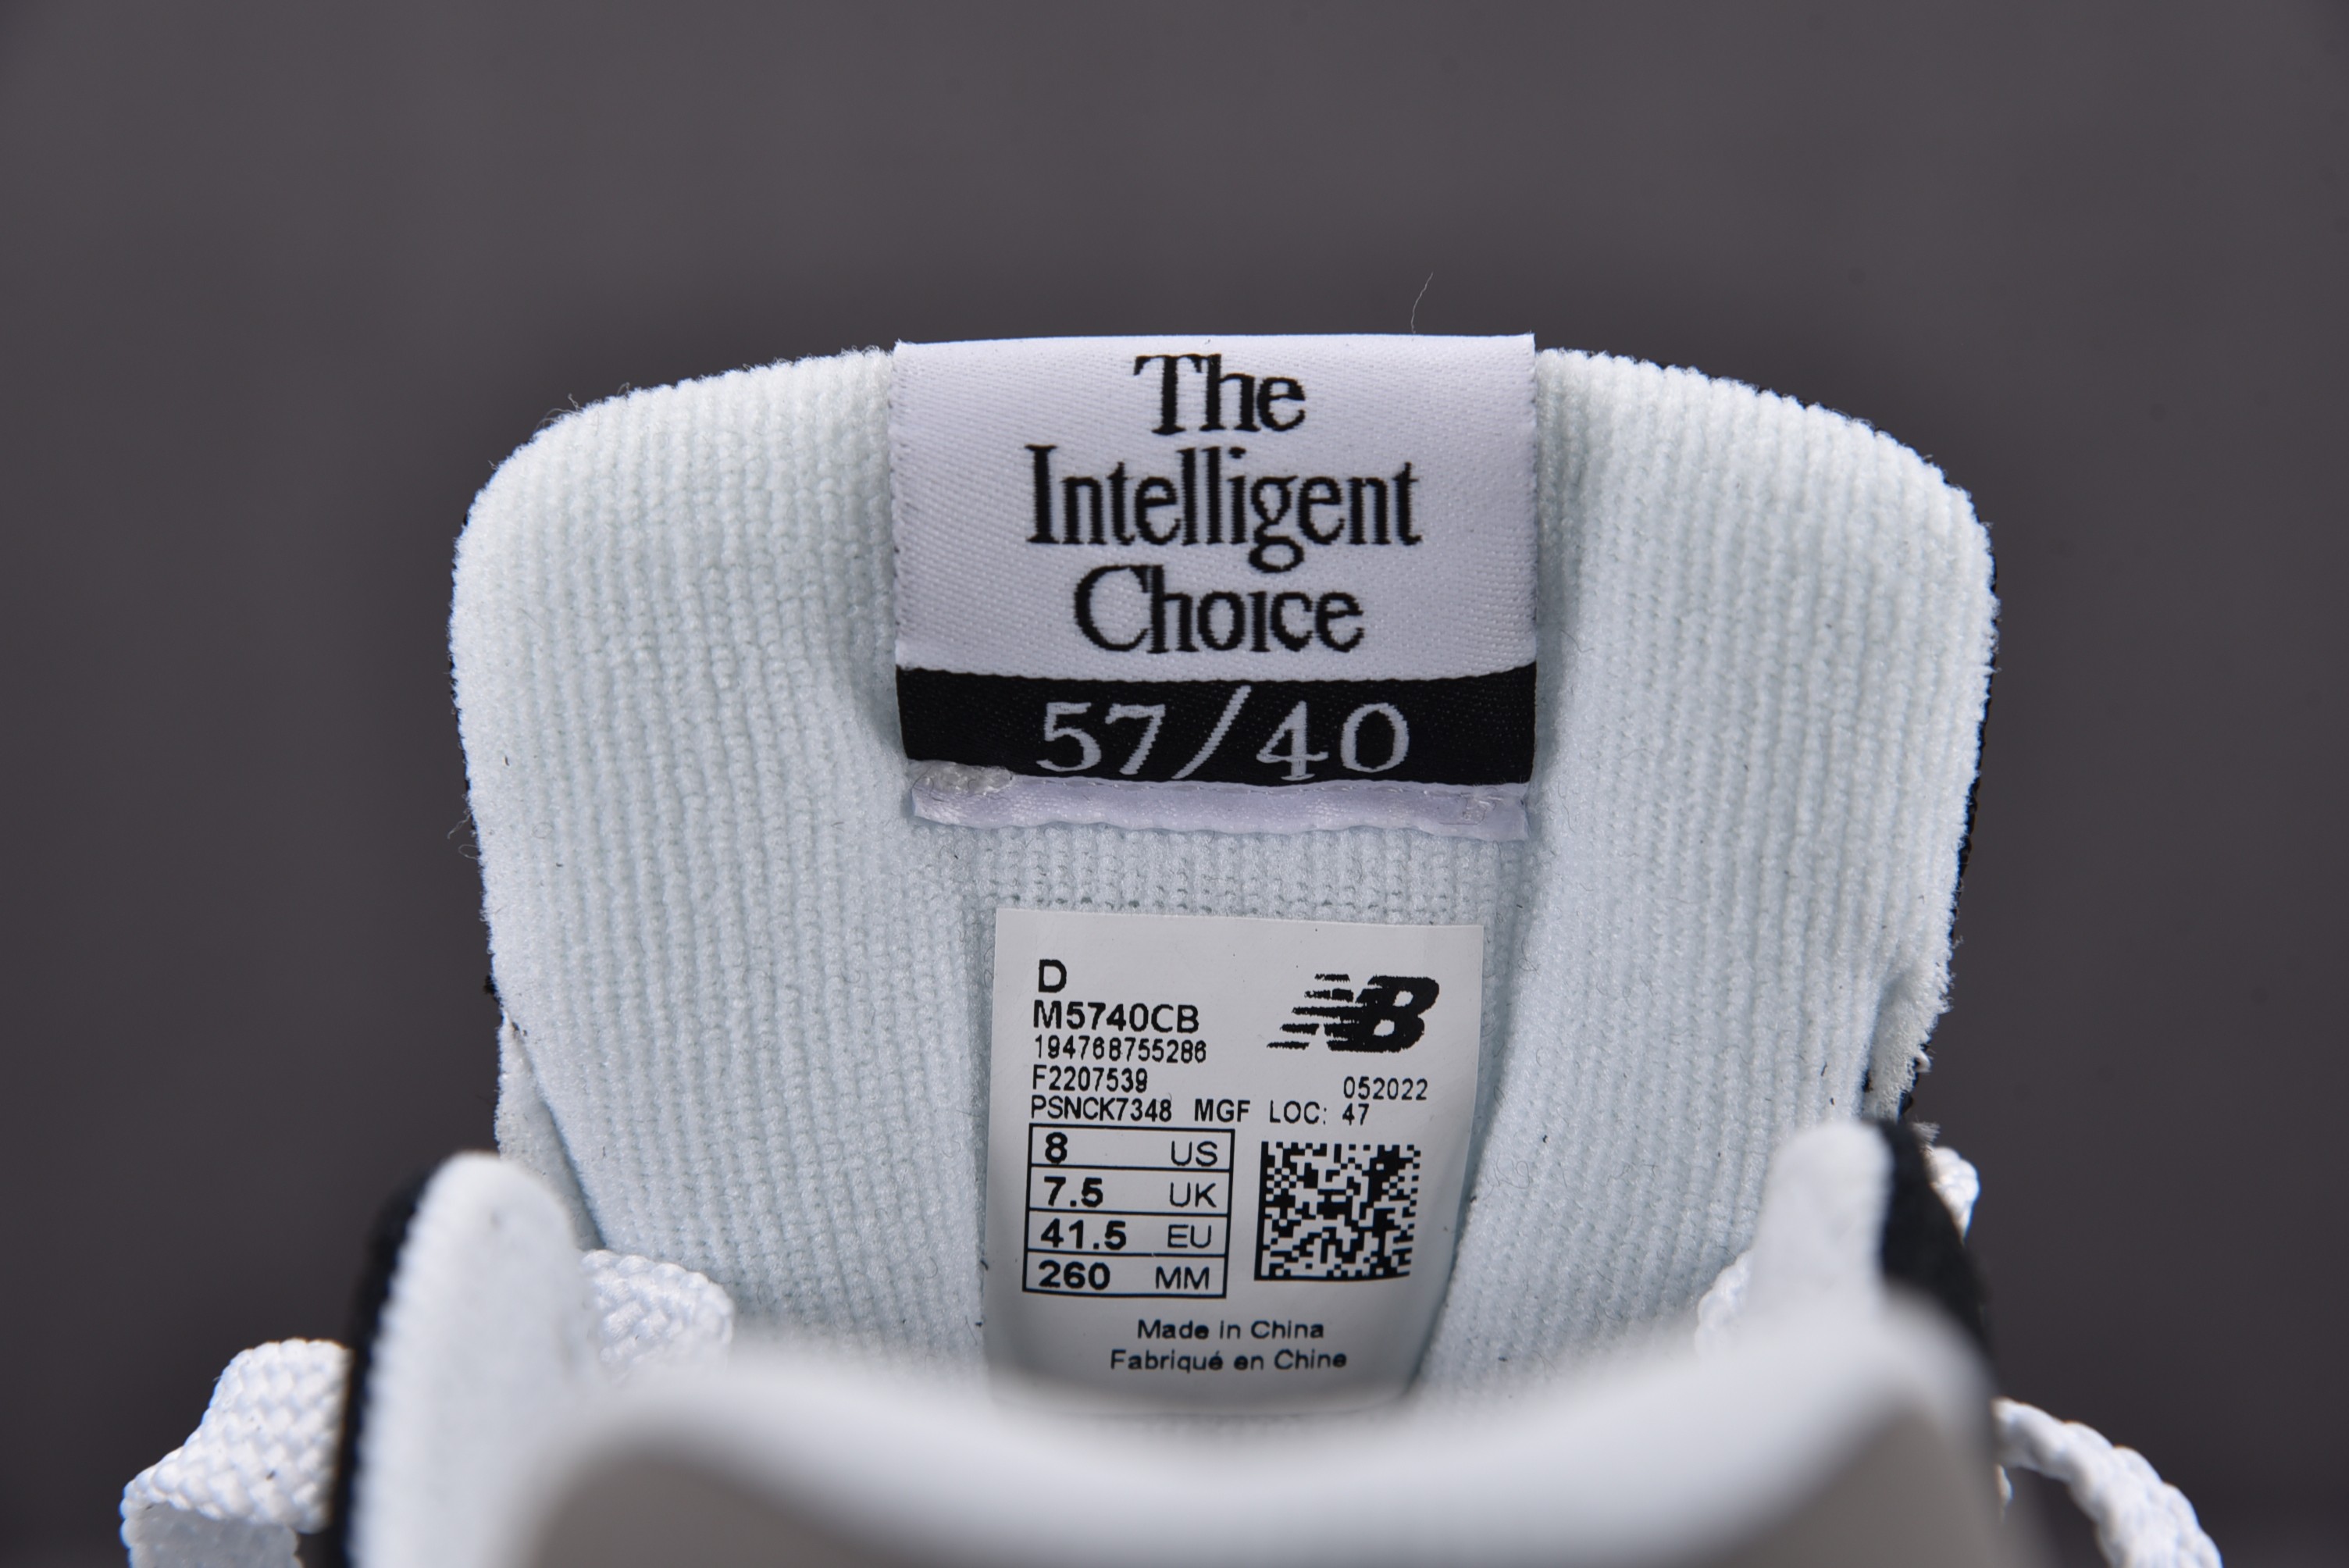 The
Intelligent
Choice
57/40
D
NB
M5740CB
194768755286
F2207539 052022
PSNCK7348 MGF LOC: 47
8 US
7.5 UK
41.5 EU
260 MM
Made in China
Fabriqué en Chine